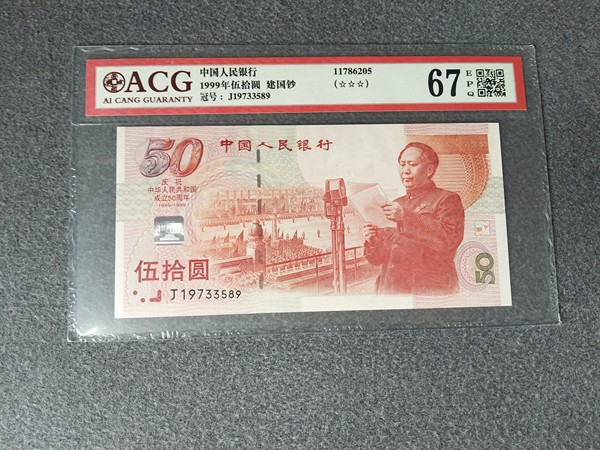 ACG
AI CANG GUARANTY
中国人民银行
1999年伍拾圆 建国钞
冠号: J19733589
11786205
(☆☆☆)
67
EPQ
50
中国人民银行
庆祝
中华人民共和国
成立50周年
1949-1999
伍拾圆
J19733589
50